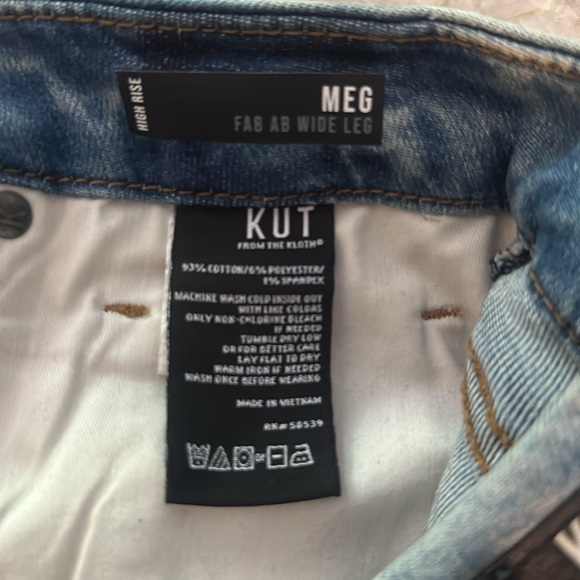 HIGH RISE
MEG
FAB AB WIDE LEG
KUT
FROM THE KLOTH®
93% COTTON/6% POLYESTER/
1% SPANDEX
MACHINE WASH COLD INSIDE OUT
WITH LIKE COLORS
ONLY NON-CHLORINE BLEACH
IF NEEDED
TUMBLE DRY LOW
OR FOR BETTER CARE
LAY FLAT TO DRY
WARM IRON IF NEEDED
WASH ONCE BEFORE WEARING
MADE IN VIETNAM
RN# 58539
OR